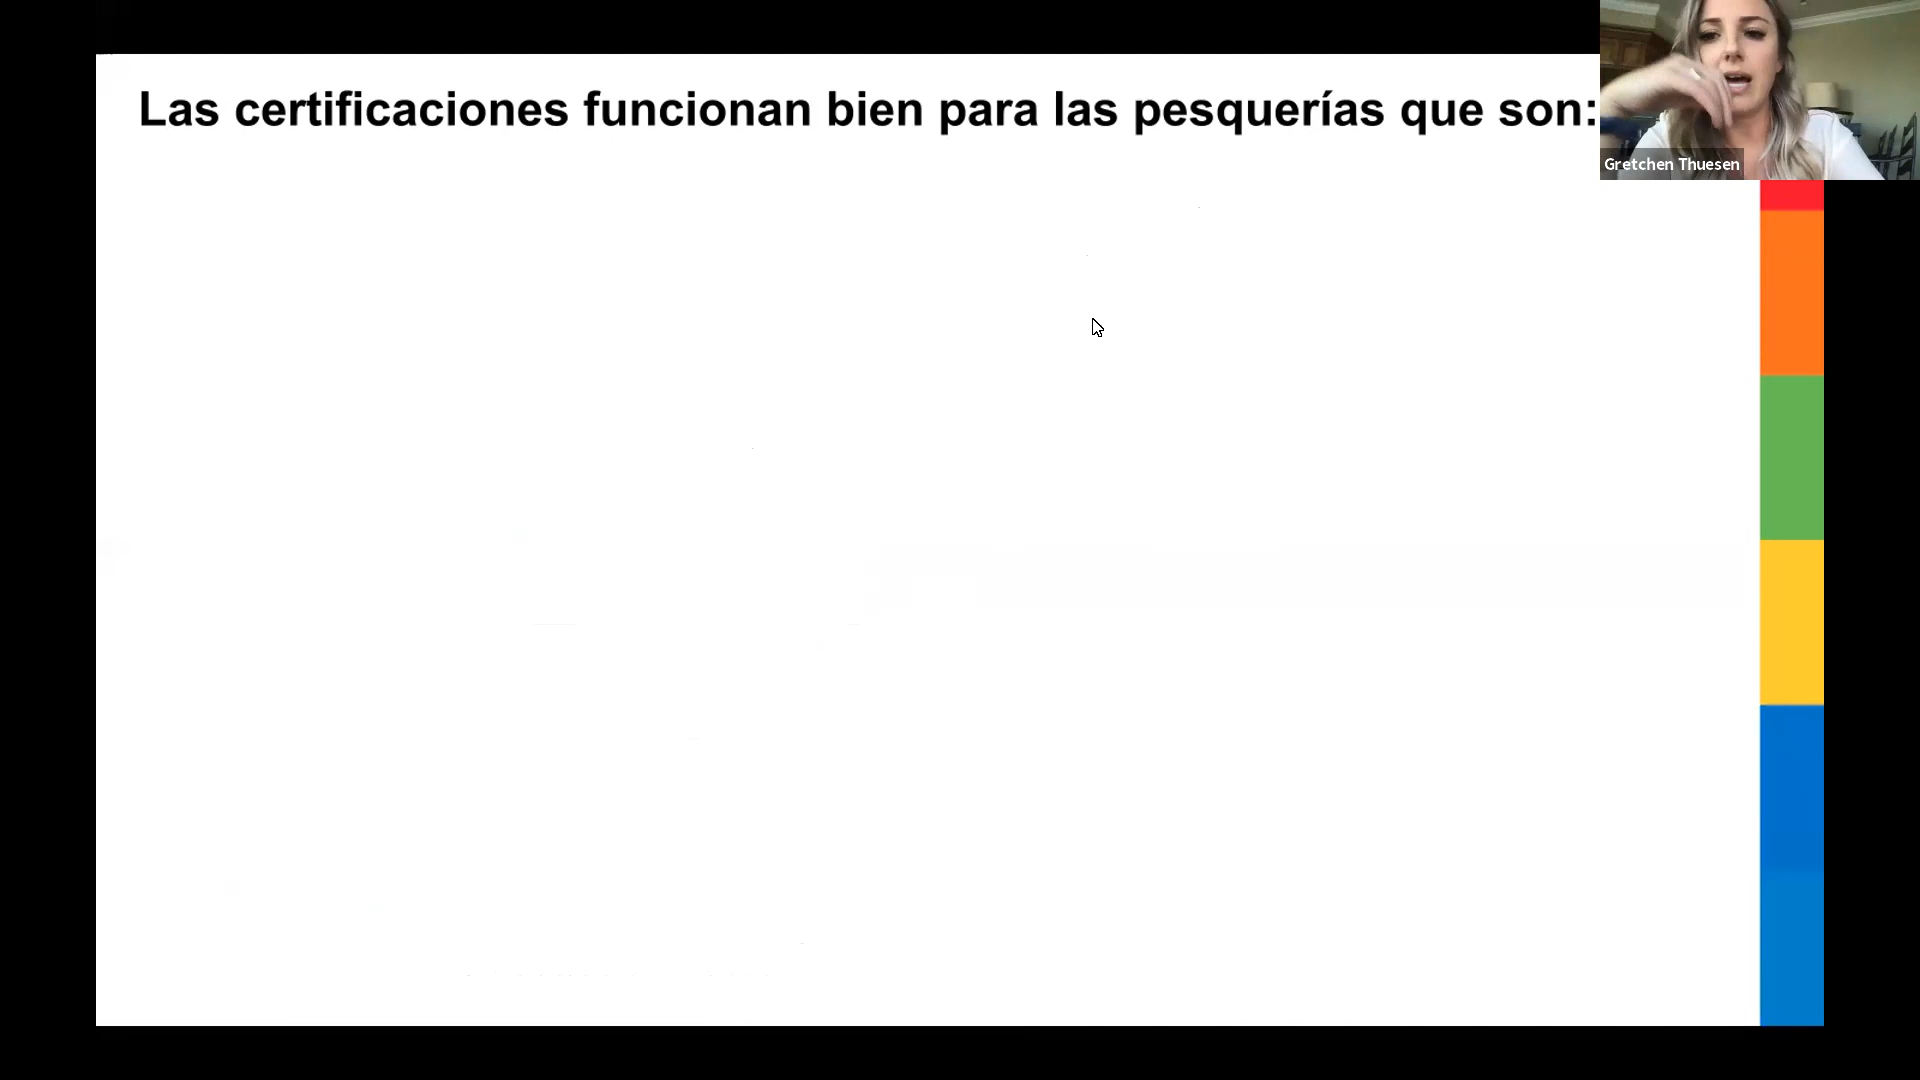 Las certificaciones funcionan bien para las pesquerías que son:
Gretchen Thuesen